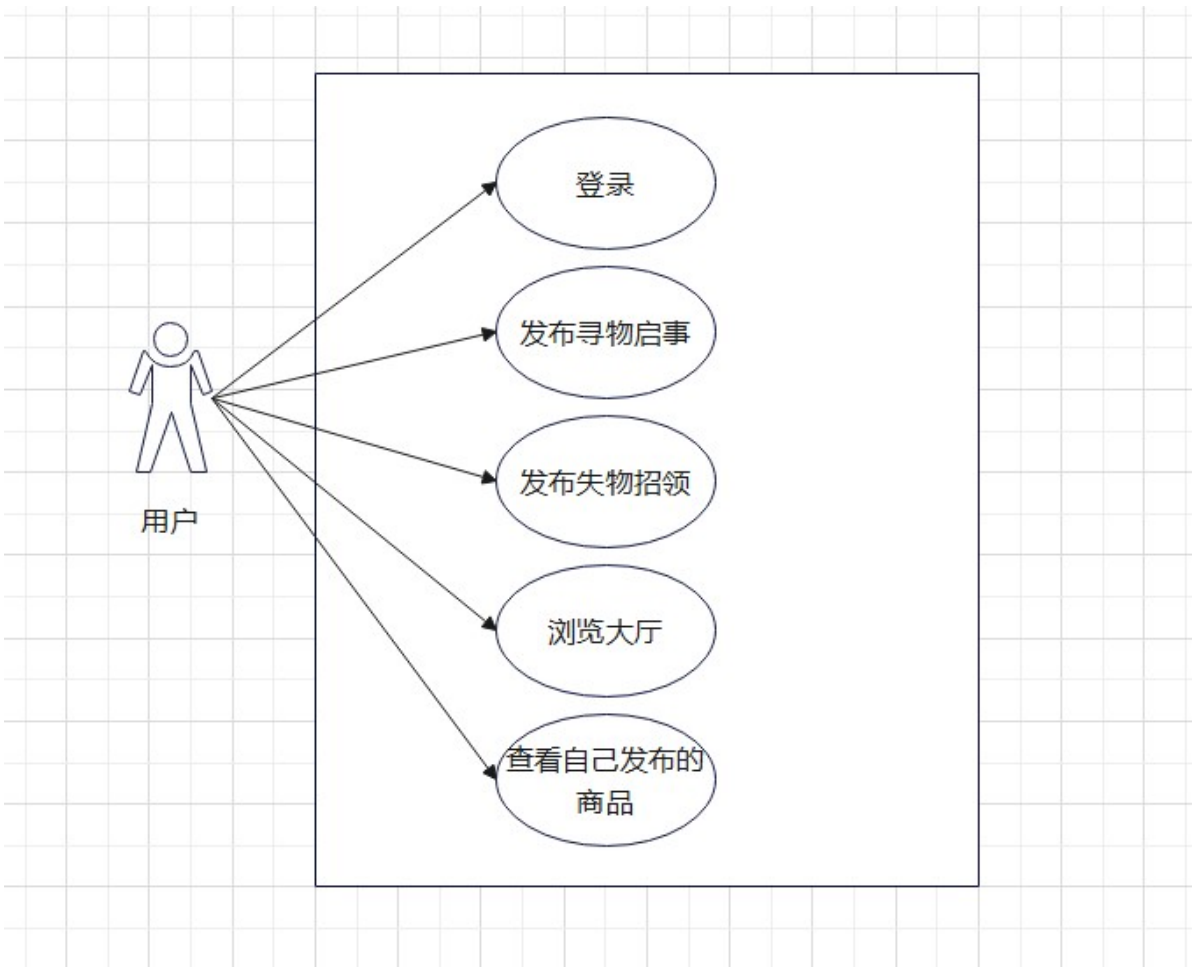 登录
发布寻物启事
发布失物招领
用户
浏览大厅
查看自己发布的
商品